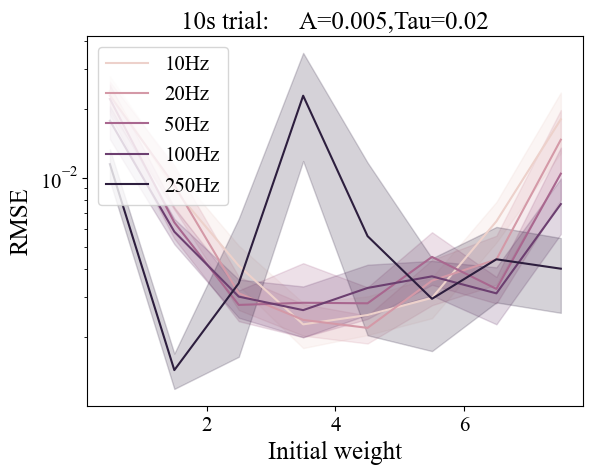 10s trial: A=0.005,Tau=0.02
10Hz
20Hz
50Hz
100Hz
250Hz
10⁻²
RMSE
2 4 6
Initial weight